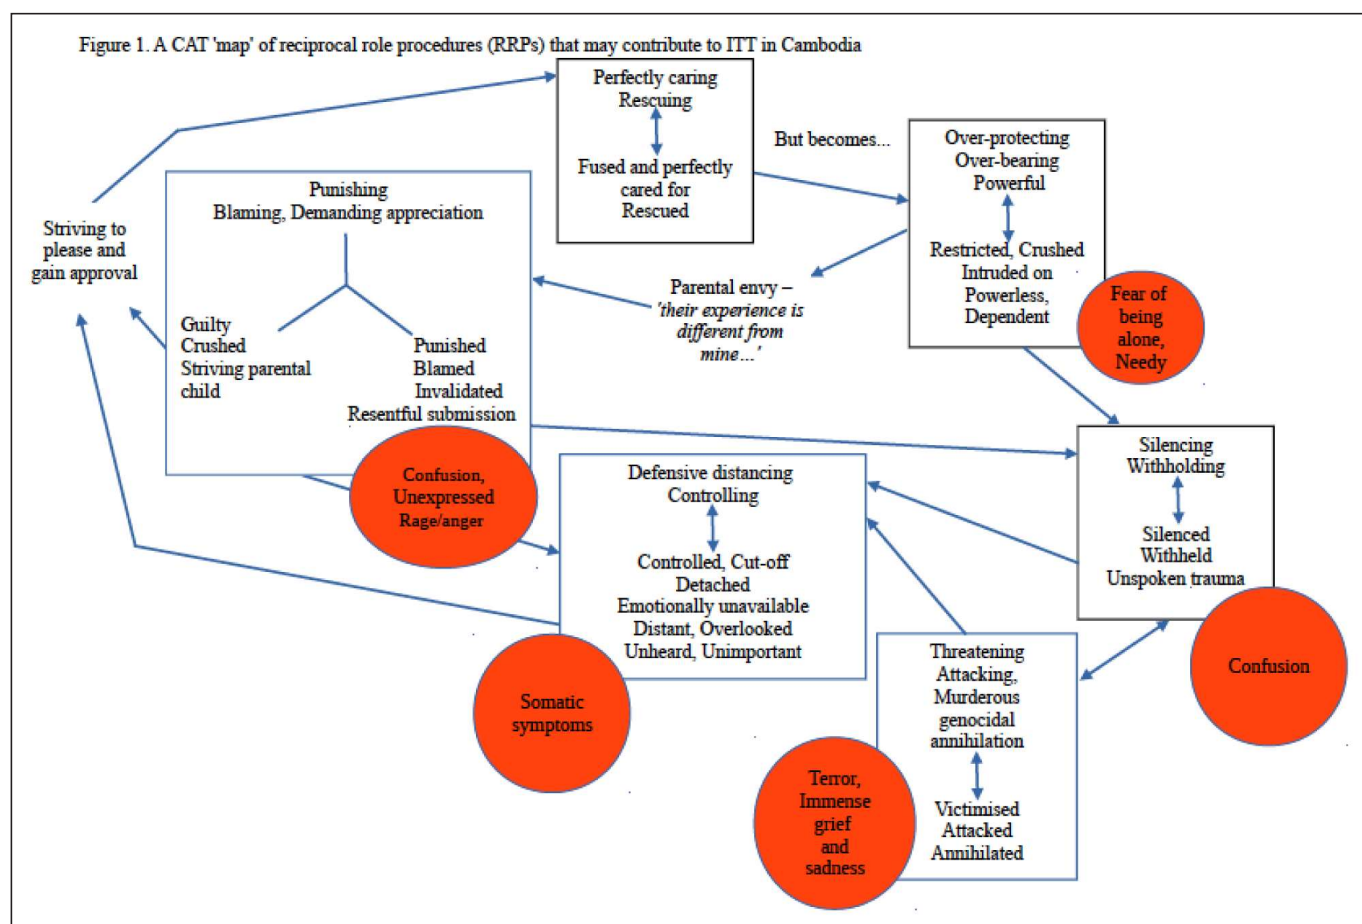 Figure 1. A CAT 'map' of reciprocal role procedures (RRPs) that may contribute to ITT in Cambodia
Perfectly caring
Rescuing
Fused and perfectly
cared for
Rescued
But becomes...
Over-protecting
Over-bearing
Powerful
Restricted, Crushed
Intruded on
Powerless,
Dependent
Fear of
being
alone,
Needy
Punishing
Blaming, Demanding appreciation
Guilty
Crushed
Striving parental
child
Punished
Blamed
Invalidated
Resentful submission
Confusion,
Unexpressed
Rage/anger
Striving to
please and
gain approval
Parental envy –
'their experience is
different from
mine…'
Silencing
Withholding
Silenced
Withheld
Unspoken trauma
Confusion
Defensive distancing
Controlling
Controlled, Cut-off
Detached
Emotionally unavailable
Distant, Overlooked
Unheard, Unimportant
Somatic
symptoms
Threatening
Attacking,
Murderous
genocidal
annihilation
Victimised
Attacked
Annihilated
Terror,
Immense
grief
and
sadness